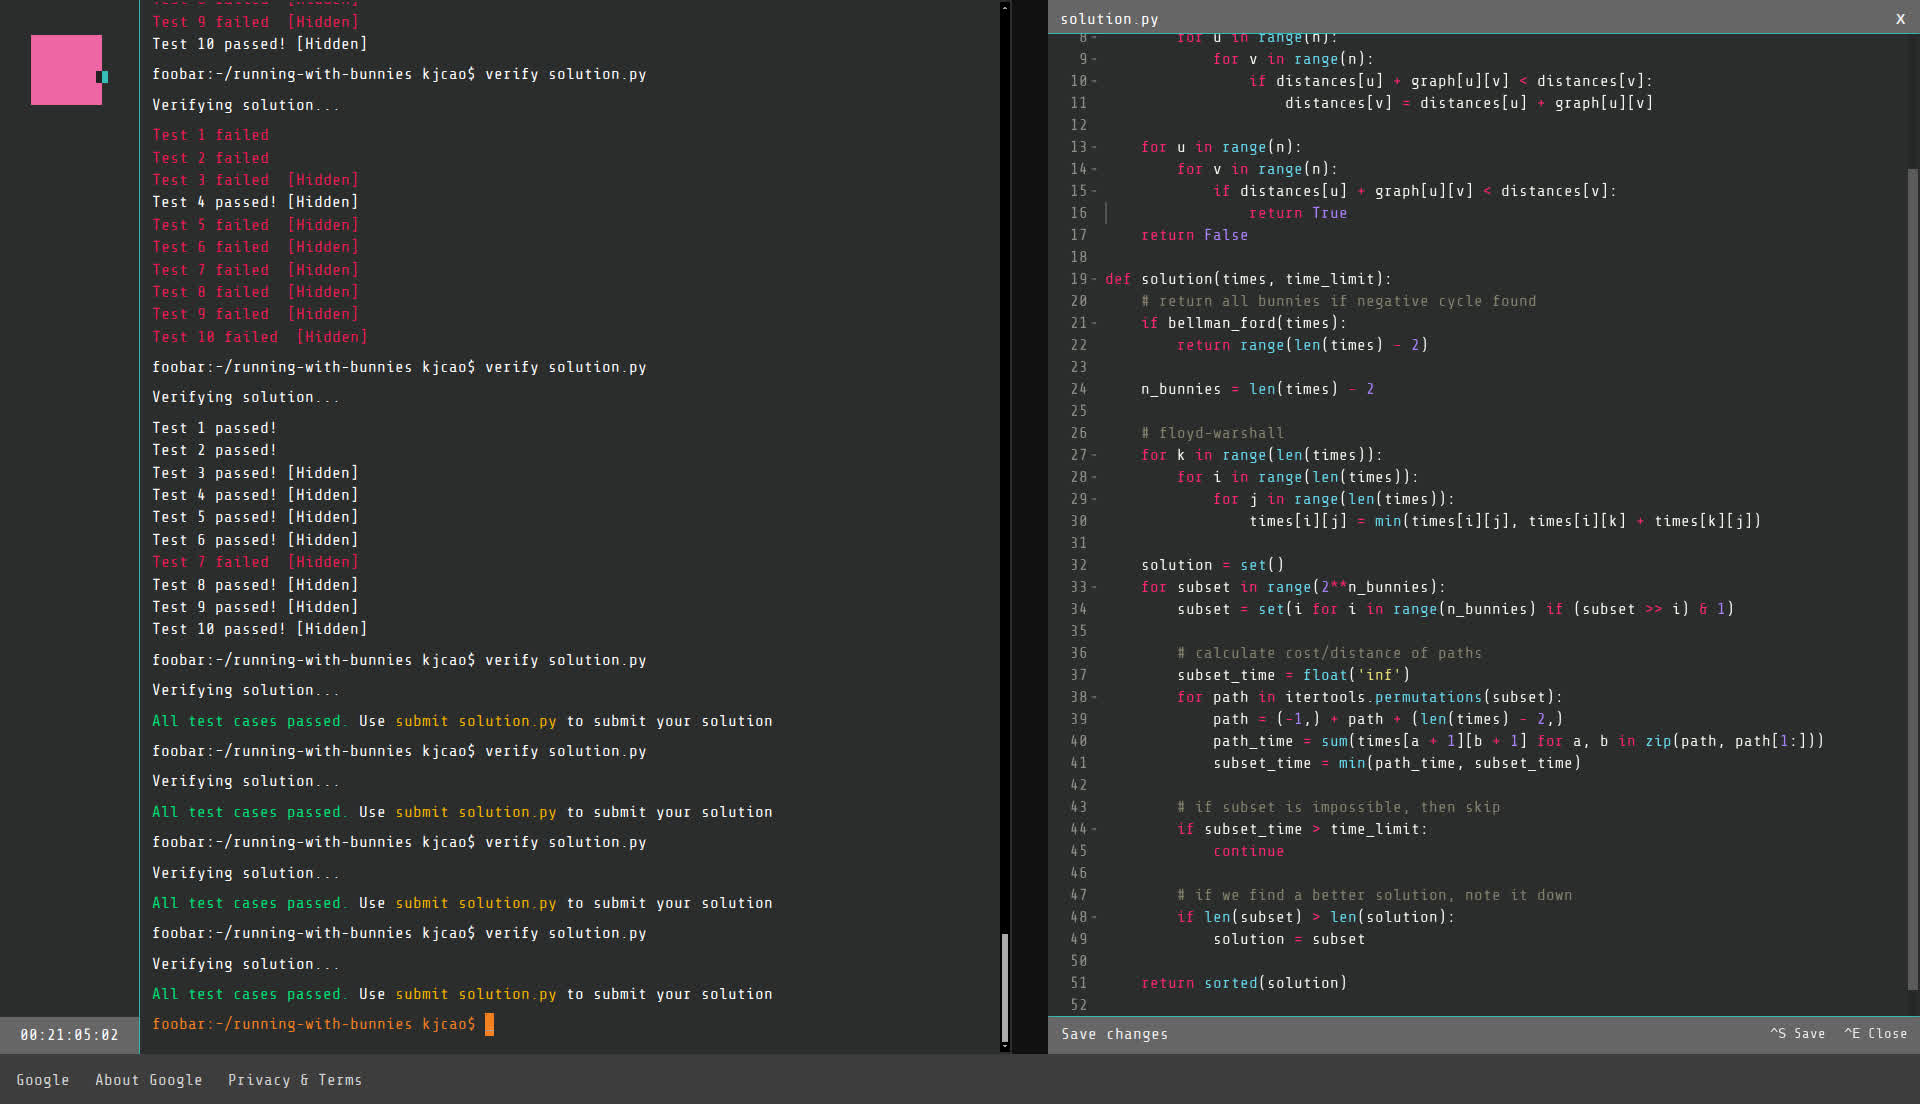 Test 9 failed  [Hidden]
Test 10 passed! [Hidden]
foobar:~/running-with-bunnies kjcao$ verify solution.py
Verifying solution...
Test 1 failed
Test 2 failed
Test 3 failed  [Hidden]
Test 4 passed! [Hidden]
Test 5 failed  [Hidden]
Test 6 failed  [Hidden]
Test 7 failed  [Hidden]
Test 8 failed  [Hidden]
Test 9 failed  [Hidden]
Test 10 failed  [Hidden]
foobar:~/running-with-bunnies kjcao$ verify solution.py
Verifying solution...
Test 1 passed!
Test 2 passed!
Test 3 passed! [Hidden]
Test 4 passed! [Hidden]
Test 5 passed! [Hidden]
Test 6 passed! [Hidden]
Test 7 failed  [Hidden]
Test 8 passed! [Hidden]
Test 9 passed! [Hidden]
Test 10 passed! [Hidden]
foobar:~/running-with-bunnies kjcao$ verify solution.py
Verifying solution...
All test cases passed. Use submit solution.py to submit your solution
foobar:~/running-with-bunnies kjcao$ verify solution.py
Verifying solution...
All test cases passed. Use submit solution.py to submit your solution
foobar:~/running-with-bunnies kjcao$ verify solution.py
Verifying solution...
All test cases passed. Use submit solution.py to submit your solution
foobar:~/running-with-bunnies kjcao$ verify solution.py
Verifying solution...
All test cases passed. Use submit solution.py to submit your solution
foobar:~/running-with-bunnies kjcao$
00:21:05:02
solution.py X
8 for u in range(n):
9 for v in range(n):
10 if distances[u] + graph[u][v] < distances[v]:
11 distances[v] = distances[u] + graph[u][v]
12
13 for u in range(n):
14 for v in range(n):
15 if distances[u] + graph[u][v] < distances[v]:
16 return True
17 return False
18
19 def solution(times, time_limit):
20 # return all bunnies if negative cycle found
21 if bellman_ford(times):
22 return range(len(times) - 2)
23
24 n_bunnies = len(times) - 2
25
26 # floyd-warshall
27 for k in range(len(times)):
28 for i in range(len(times)):
29 for j in range(len(times)):
30 times[i][j] = min(times[i][j], times[i][k] + times[k][j])
31
32 solution = set()
33 for subset in range(2**n_bunnies):
34 subset = set(i for i in range(n_bunnies) if (subset >> i) & 1)
35
36 # calculate cost/distance of paths
37 subset_time = float('inf')
38 for path in itertools.permutations(subset):
39 path = (-1,) + path + (len(times) - 2,)
40 path_time = sum(times[a + 1][b + 1] for a, b in zip(path, path[1:]))
41 subset_time = min(path_time, subset_time)
42
43 # if subset is impossible, then skip
44 if subset_time > time_limit:
45 continue
46
47 # if we find a better solution, note it down
48 if len(subset) > len(solution):
49 solution = subset
50
51 return sorted(solution)
52
Save changes ^S Save ^E Close
Google About Google Privacy & Terms